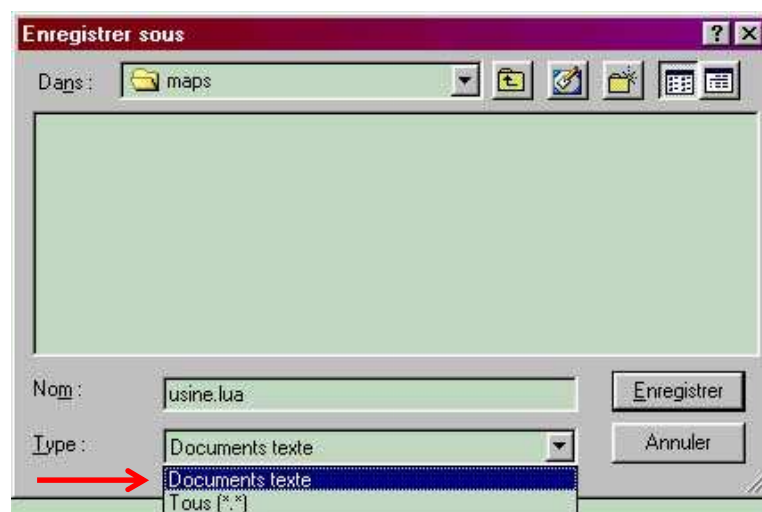 Enregistrer sous
Dans : maps
Nom : usine.lua
Enregistrer
Type : Documents texte
Annuler
Documents texte
Tous (*.*)